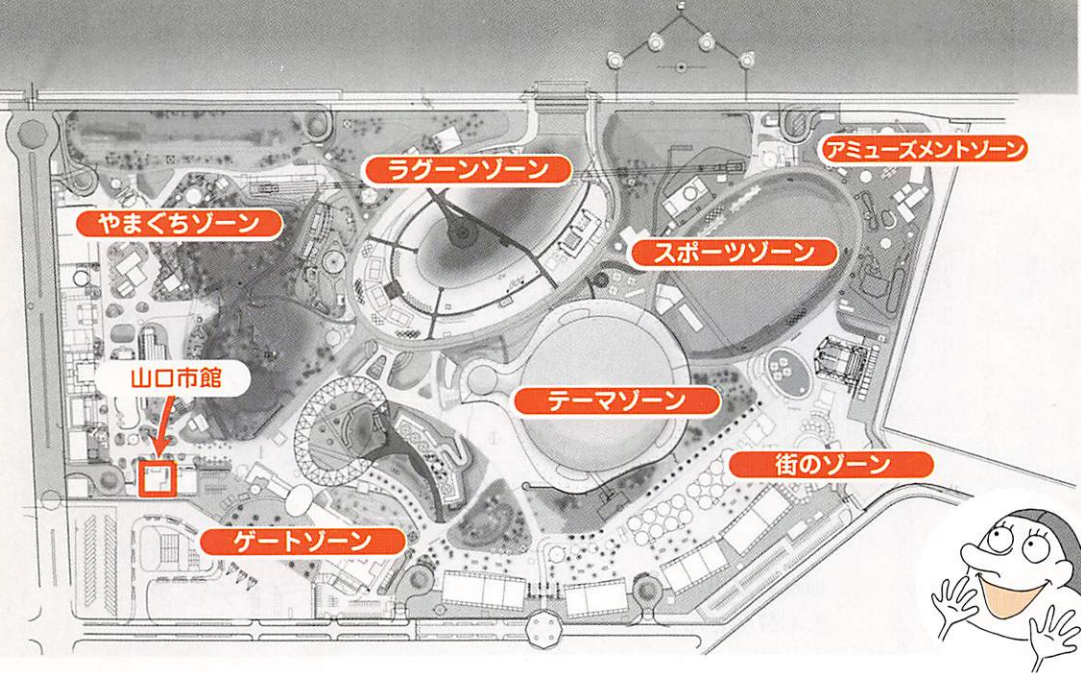 アミューズメントゾーン
ラグーンゾーン
やまぐちゾーン
スポーツゾーン
山口市館
テーマゾーン
街のゾーン
ゲートゾーン